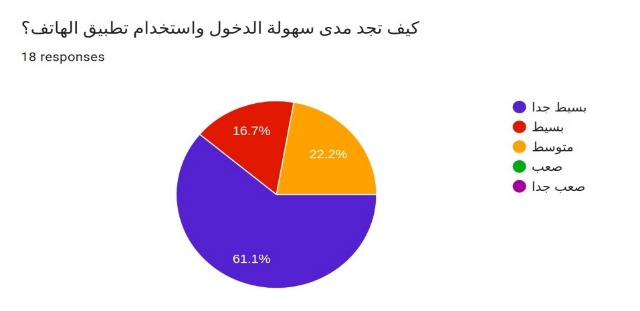 كيف تجد مدى سهولة الدخول واستخدام تطبيق الهاتف؟
18 responses
بسيط جدا
بسيط
متوسط
صعب
صعب جدا
16.7%
22.2%
61.1%